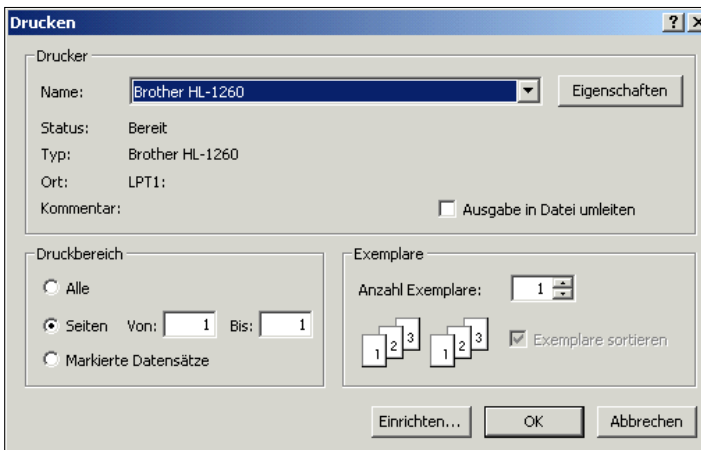 Drucken
Drucker
Name: Brother HL-1260 Eigenschaften
Status: Bereit
Typ: Brother HL-1260
Ort: LPT1:
Kommentar: Ausgabe in Datei umleiten
Druckbereich
Alle
Seiten Von: 1 Bis: 1
Markierte Datensätze
Exemplare
Anzahl Exemplare: 1
1 2 3 1 2 3 Exemplare sortieren
Einrichten... OK Abbrechen